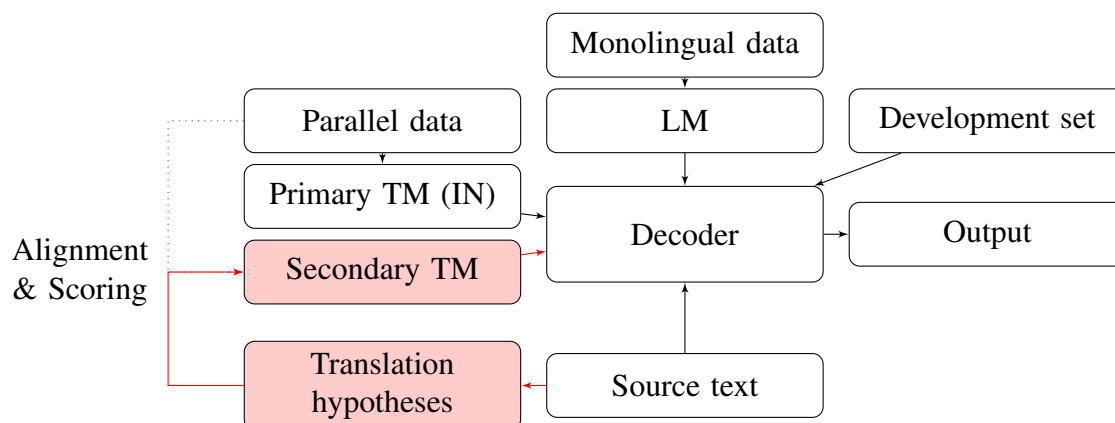 Monolingual data
Parallel data
LM
Development set
Primary TM (IN)
Decoder
Output
Alignment
& Scoring
Secondary TM
Translation
hypotheses
Source text